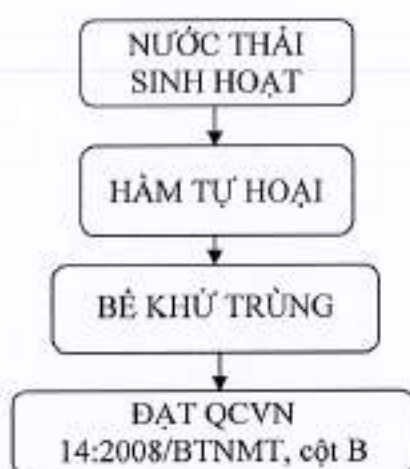 NƯỚC THẢI
SINH HOẠT
HẦM TỰ HOẠI
BỂ KHỬ TRÙNG
ĐẠT QCVN
14:2008/BTNMT, cột B